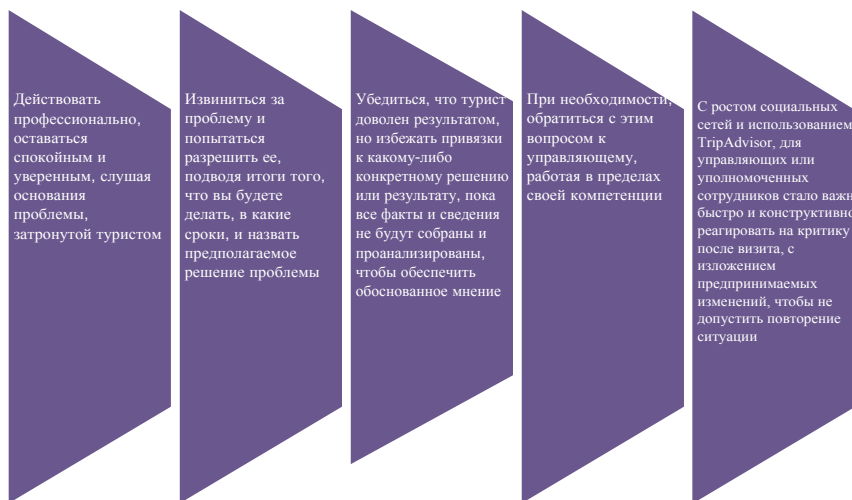 Действовать
профессионально,
оставаться
спокойным и
уверенным, слушая
основания
проблемы,
затронутой туристом
Извиниться за
проблему и
попытаться
разрешить ее,
подводя итоги того,
что вы будете
делать, в какие
сроки, и назвать
предполагаемое
решение проблемы
Убедиться, что турист
доволен результатом,
но избежать привязки
к какому-либо
конкретному решению
или результату, пока
все факты и сведения
не будут собраны и
проанализированы,
чтобы обеспечить
обоснованное мнение
При необходимости,
обратиться с этим
вопросом к
управляющему,
работая в пределах
своей компетенции
С ростом социальных
сетей и использованием
TripAdvisor, для
управляющих или
уполномоченных
сотрудников стало важн
быстро и конструктивно
реагировать на критику
после визита, с
изложением
предпринимаемых
изменений, чтобы не
допустить повторение
ситуации